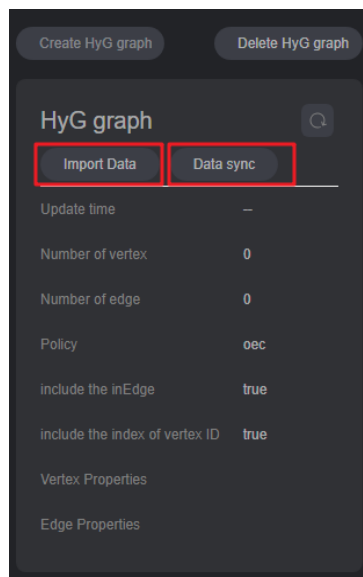 Create HyG graph Delete HyG graph
HyG graph
Import Data Data sync
Update time --
Number of vertex 0
Number of edge 0
Policy oec
include the inEdge true
include the index of vertex ID true
Vertex Properties
Edge Properties